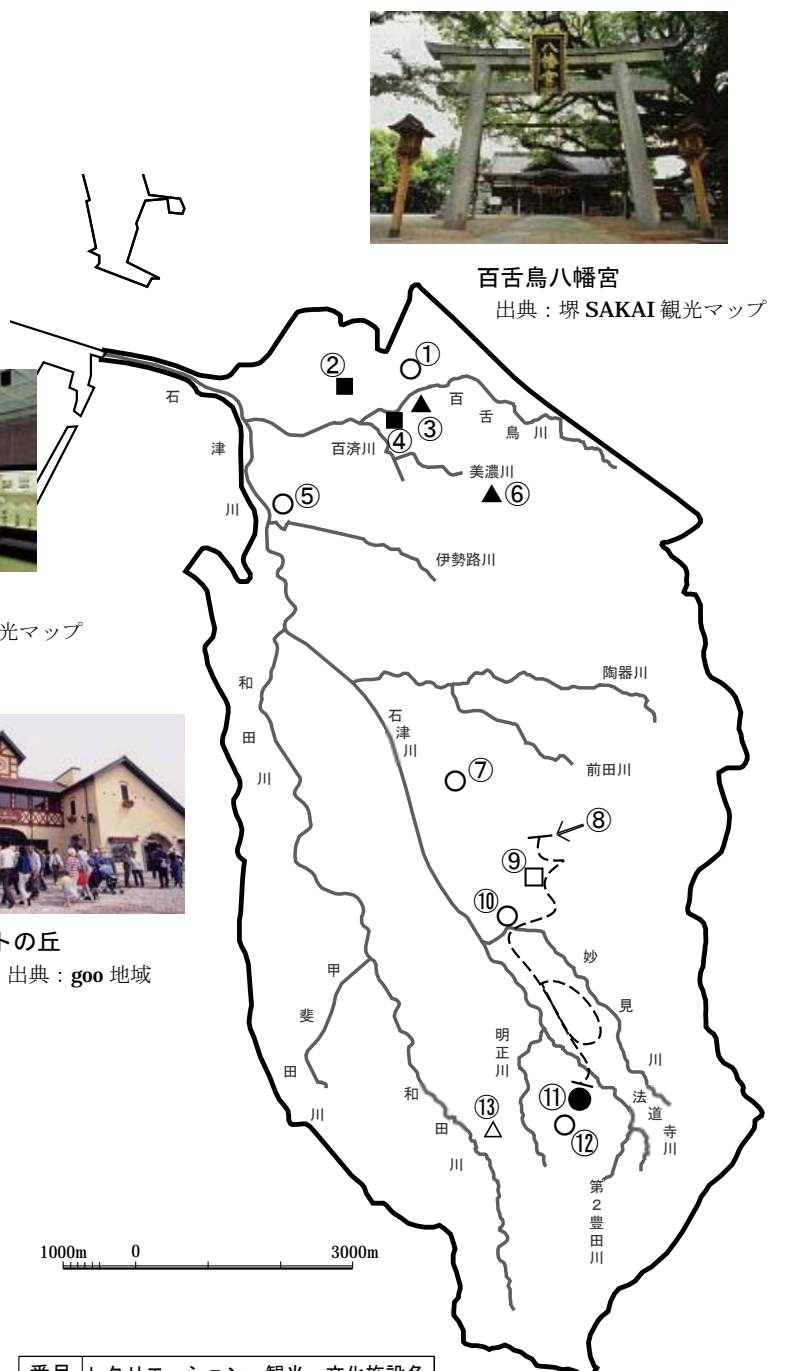 八幡宮
百舌鳥八幡宮
出典：堺 SAKAI 観光マップ
①
②
③
④
⑤
⑥
石津川
百舌鳥川
百済川
美濃川
伊勢路川
光マップ
陶器川
和田川
石津川
前田川
⑦
⑧
⑨
⑩
トの丘
出典：goo 地域
妙見川
甲斐田川
明正川
和田川
⑪
⑫
⑬
法道寺川
第2豊田川
1000m 0 3000m
番号 レクリエーション、観光、文化施設名